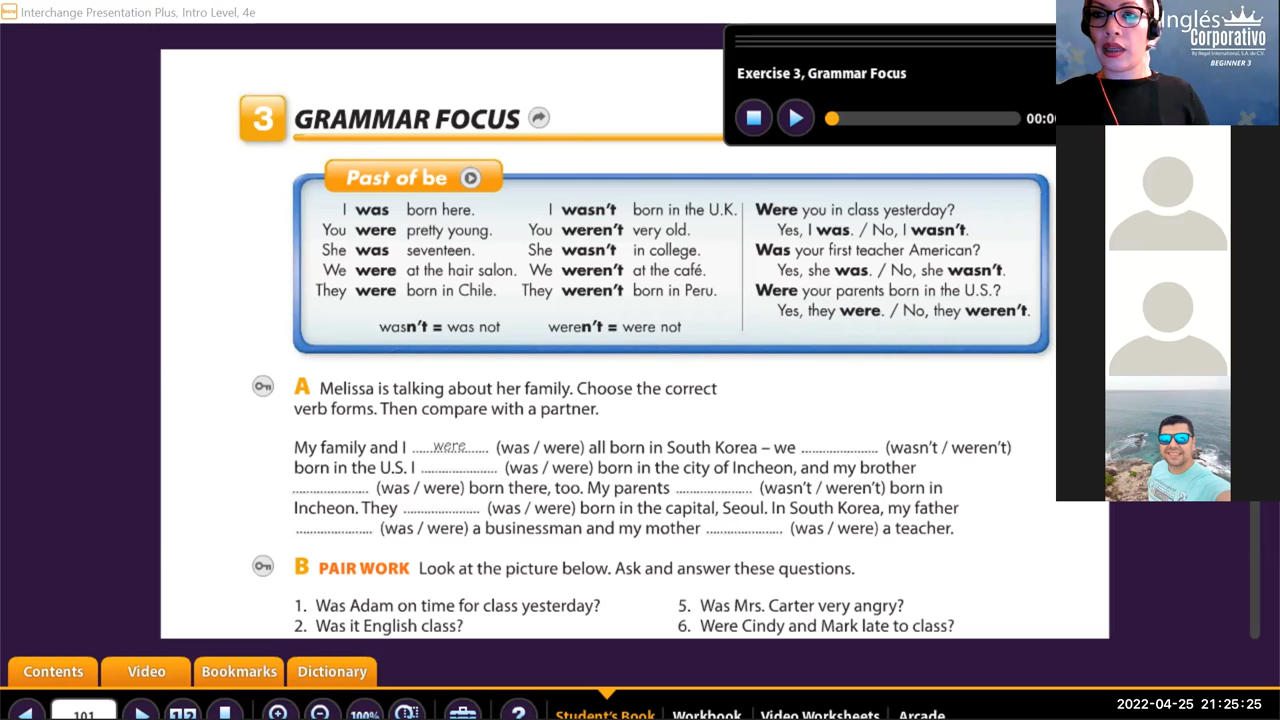 Interchange Presentation Plus, Intro Level, 4e
Inglés
Corporativo
By Regal International, S.A. de C.V.
BEGINNER 3
Exercise 3, Grammar Focus
00:0
3 GRAMMAR FOCUS
Past of be
I was born here.
You were pretty young.
She was seventeen.
We were at the hair salon.
They were born in Chile.
wasn't = was not
I wasn't born in the U.K.
You weren't very old.
She wasn't in college.
We weren't at the café.
They weren't born in Peru.
weren't = were not
Were you in class yesterday?
Yes, I was. / No, I wasn't.
Was your first teacher American?
Yes, she was. / No, she wasn't.
Were your parents born in the U.S.?
Yes, they were. / No, they weren't.
A Melissa is talking about her family. Choose the correct
verb forms. Then compare with a partner.
My family and I ......were...... (was / were) all born in South Korea – we .................... (wasn't / weren't)
born in the U.S. I .................... (was / were) born in the city of Incheon, and my brother
.................... (was / were) born there, too. My parents .................... (wasn't / weren't) born in
Incheon. They .................... (was / were) born in the capital, Seoul. In South Korea, my father
.................... (was / were) a businessman and my mother .................... (was / were) a teacher.
B PAIR WORK Look at the picture below. Ask and answer these questions.
1. Was Adam on time for class yesterday?
2. Was it English class?
5. Was Mrs. Carter very angry?
6. Were Cindy and Mark late to class?
Contents Video Bookmarks Dictionary
101
100%
?
Student's Book Workbook Video Worksheets Arcade
2022-04-25 21:25:25